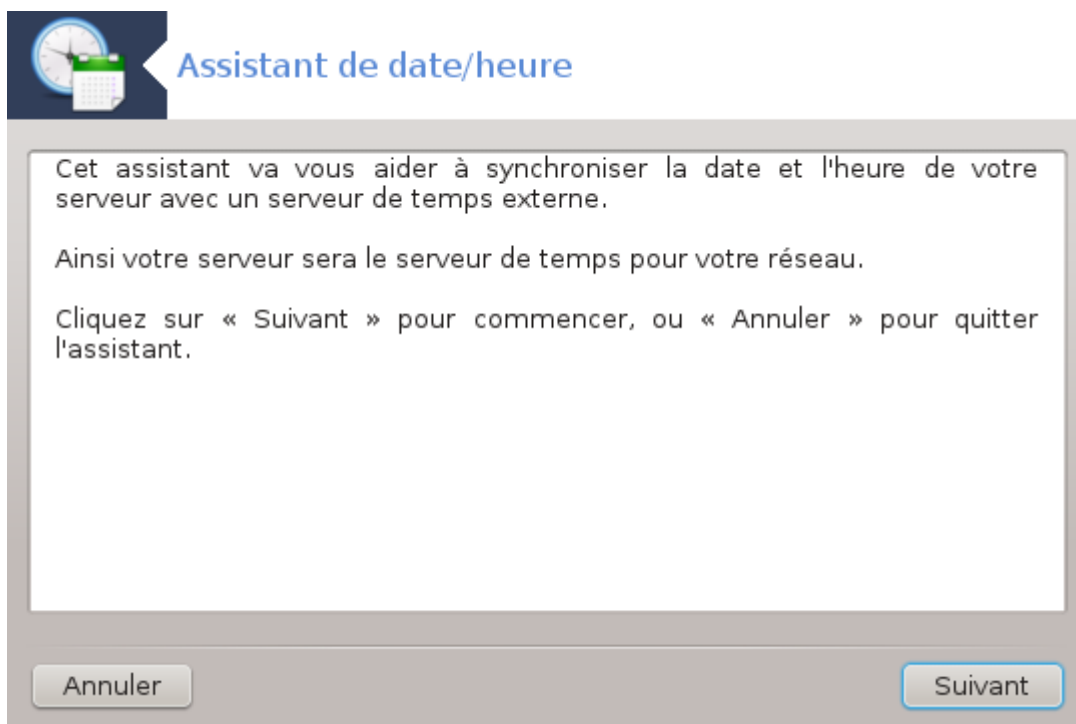 Assistant de date/heure
Cet assistant va vous aider à synchroniser la date et l'heure de votre
serveur avec un serveur de temps externe.
Ainsi votre serveur sera le serveur de temps pour votre réseau.
Cliquez sur « Suivant » pour commencer, ou « Annuler » pour quitter
l'assistant.
Annuler
Suivant